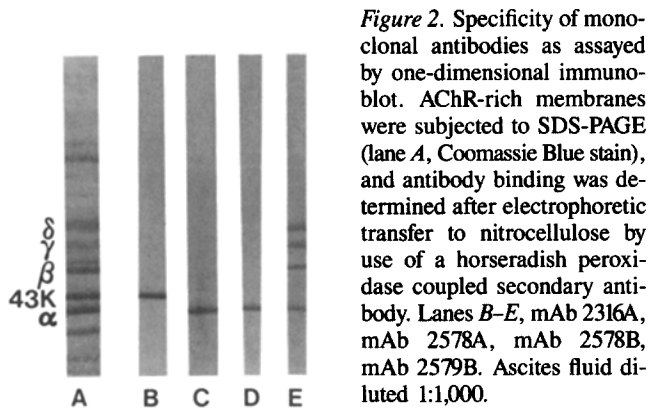 δ
γ
β
43K
α
A B C D E
Figure 2. Specificity of mono-
clonal antibodies as assayed
by one-dimensional immuno-
blot. AChR-rich membranes
were subjected to SDS-PAGE
(lane A, Coomassie Blue stain),
and antibody binding was de-
termined after electrophoretic
transfer to nitrocellulose by
use of a horseradish peroxi-
dase coupled secondary anti-
body. Lanes B–E, mAb 2316A,
mAb 2578A, mAb 2578B,
mAb 2579B. Ascites fluid di-
luted 1:1,000.